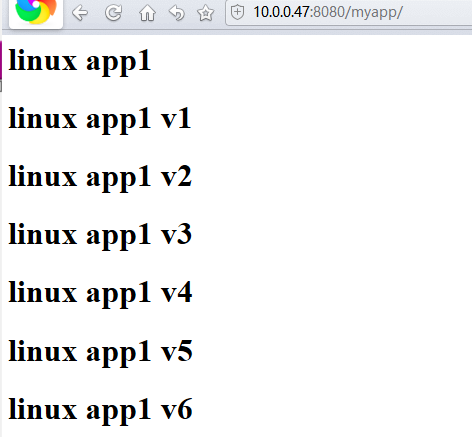 10.0.0.47:8080/myapp/
linux app1
linux app1 v1
linux app1 v2
linux app1 v3
linux app1 v4
linux app1 v5
linux app1 v6